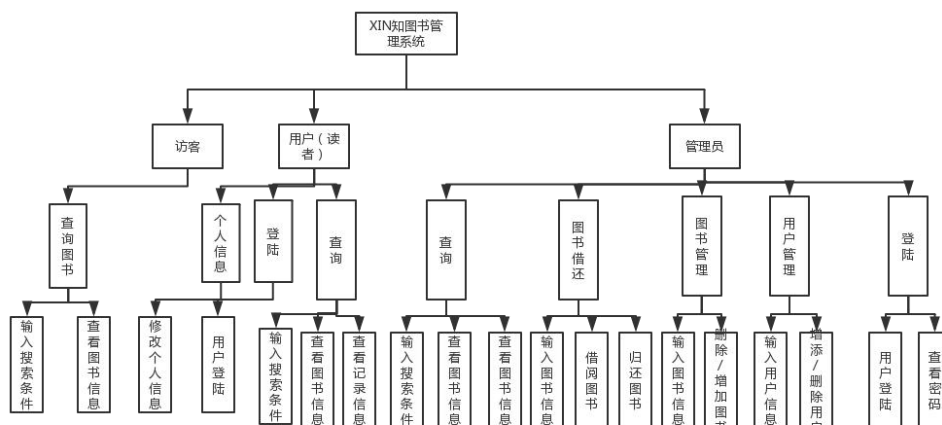 XIN知图书管
理系统
访客
用户（读
者）
管理员
查询图书
个人信息
登陆
查询
查询
图书借还
图书管理
用户管理
登陆
输入搜索条件
查看图书信息
修改个人信息
用户登陆
输入搜索条件
查看图书信息
查看记录信息
输入搜索条件
查看图书信息
查看图书信息
输入图书信息
借阅图书
归还图书
输入图书信息
删除/增加图书
输入用户信息
增添/删除用户
用户登陆
查看密码